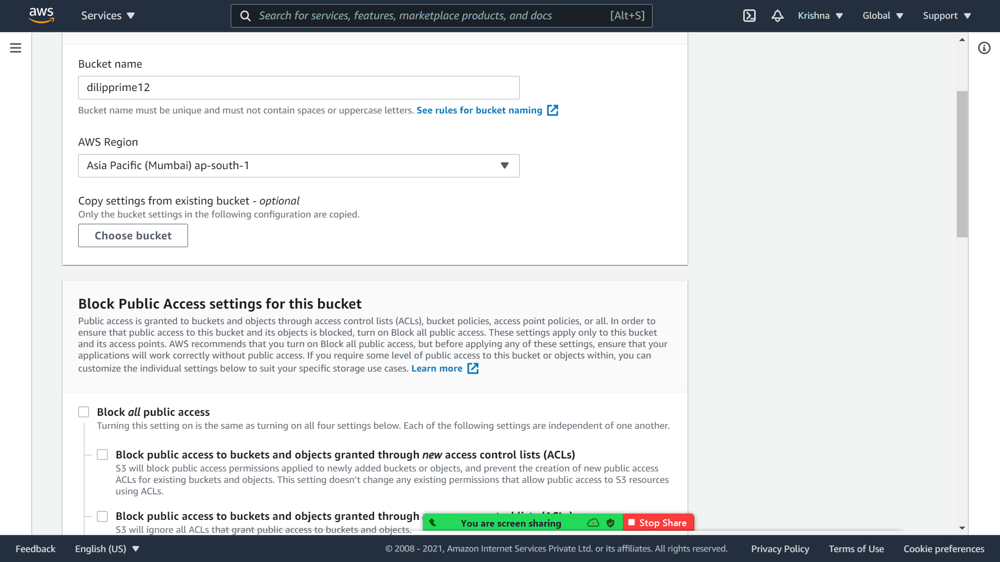 aws
Services
Search for services, features, marketplace products, and docs
[Alt+S]
Krishna
Global
Support
Bucket name
dilipprime12
Bucket name must be unique and must not contain spaces or uppercase letters. See rules for bucket naming
AWS Region
Asia Pacific (Mumbai) ap-south-1
Copy settings from existing bucket - optional
Only the bucket settings in the following configuration are copied.
Choose bucket
Block Public Access settings for this bucket
Public access is granted to buckets and objects through access control lists (ACLs), bucket policies, access point policies, or all. In order to
ensure that public access to this bucket and its objects is blocked, turn on Block all public access. These settings apply only to this bucket
and its access points. AWS recommends that you turn on Block all public access, but before applying any of these settings, ensure that your
applications will work correctly without public access. If you require some level of public access to this bucket or objects within, you can
customize the individual settings below to suit your specific storage use cases. Learn more
Block all public access
Turning this setting on is the same as turning on all four settings below. Each of the following settings are independent of one another.
Block public access to buckets and objects granted through new access control lists (ACLs)
S3 will block public access permissions applied to newly added buckets or objects, and prevent the creation of new public access
ACLs for existing buckets and objects. This setting doesn’t change any existing permissions that allow public access to S3 resources
using ACLs.
Block public access to buckets and objects granted through
S3 will ignore all ACLs that grant public access to buckets and objects.
You are screen sharing
Stop Share
Feedback
English (US)
© 2008 - 2021, Amazon Internet Services Private Ltd. or its affiliates. All rights reserved.
Privacy Policy
Terms of Use
Cookie preferences